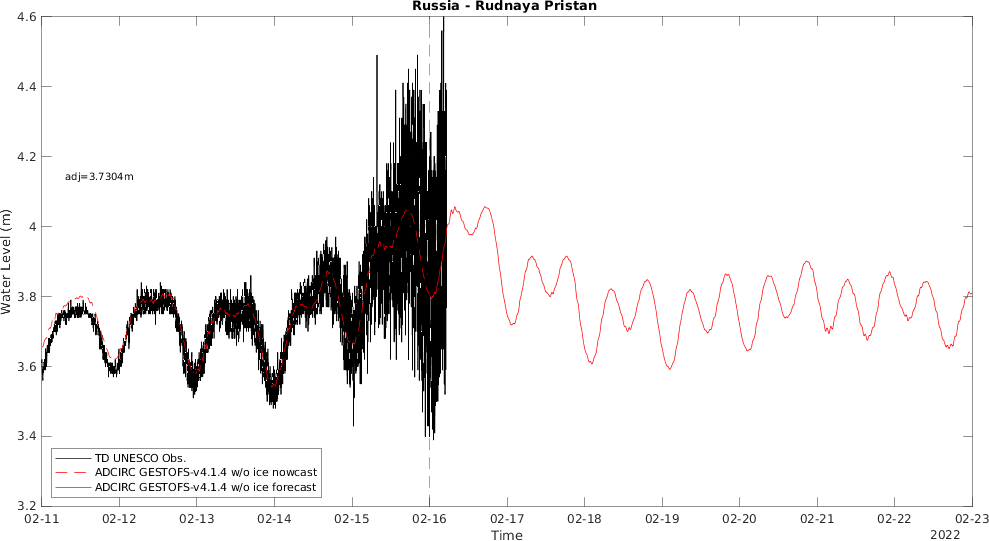 Russia - Rudnaya Pristan
4.6
4.4
4.2
4
3.8
3.6
3.4
3.2
Water Level (m)
adj=3.7304m
TD UNESCO Obs.
ADCIRC GESTOFS-v4.1.4 w/o ice nowcast
ADCIRC GESTOFS-v4.1.4 w/o ice forecast
02-11 02-12 02-13 02-14 02-15 02-16 02-17 02-18 02-19 02-20 02-21 02-22 02-23
Time
2022